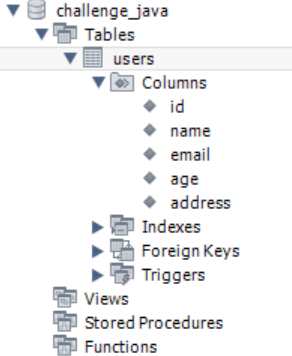 challenge_java
Tables
users
Columns
id
name
email
age
address
Indexes
Foreign Keys
Triggers
Views
Stored Procedures
Functions